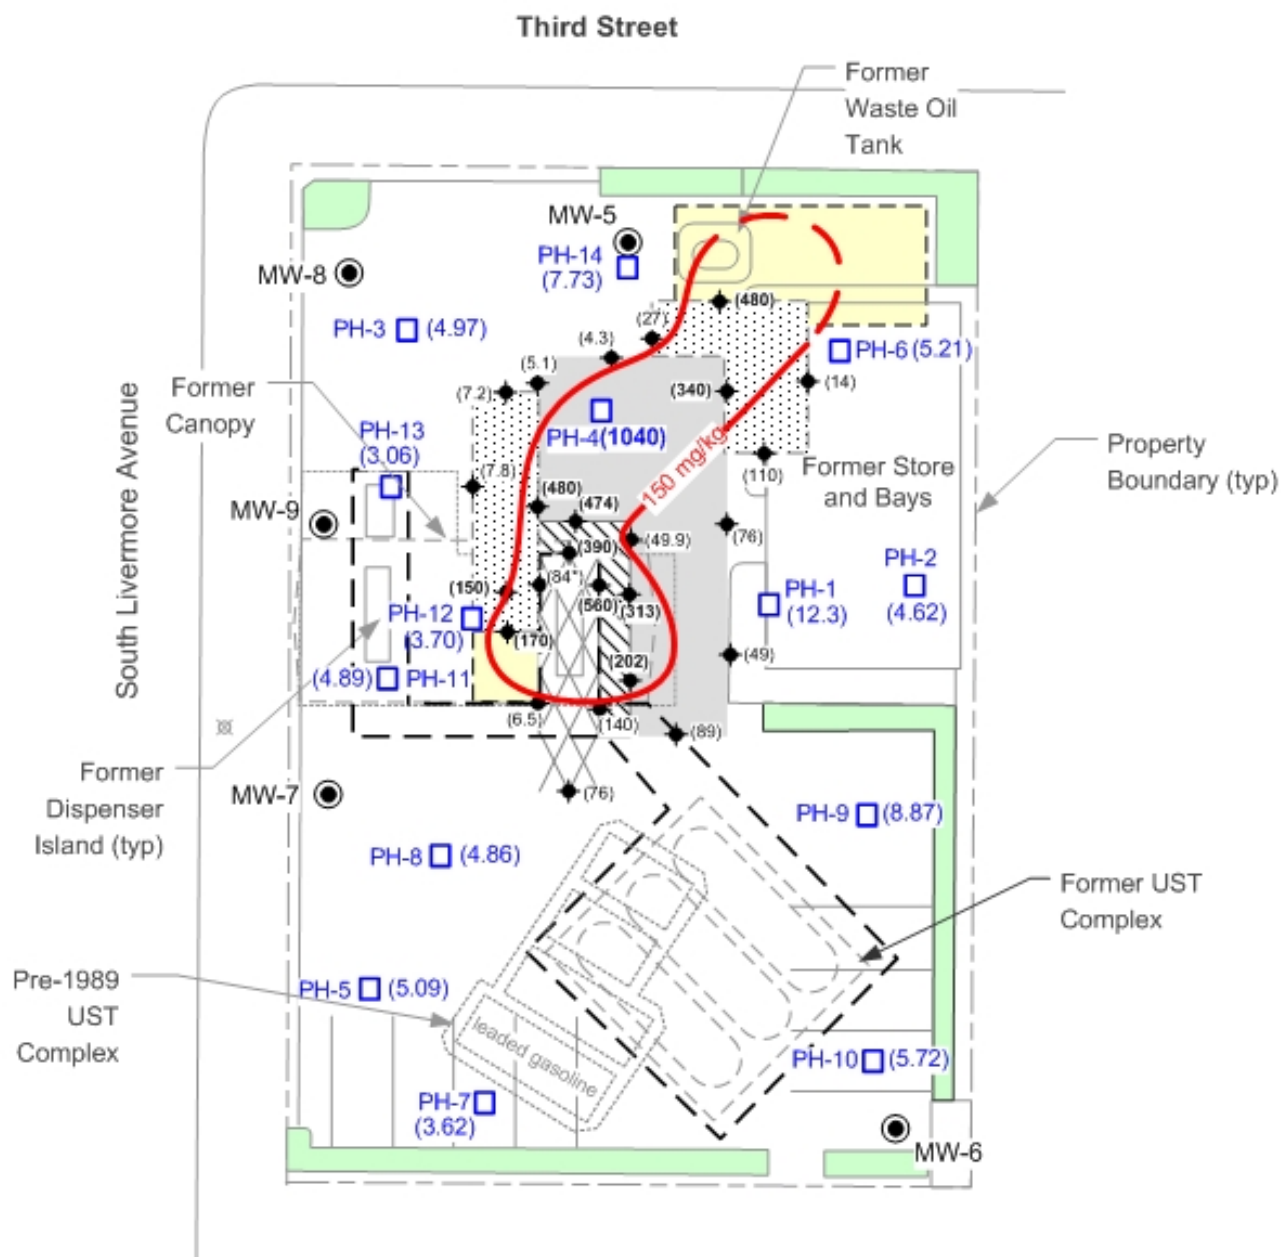 Third Street
Former
Waste Oil
Tank
MW-5
PH-14
(7.73)
MW-8
(480)
(27)
PH-3 (4.97)
(4.3)
PH-6 (5.21)
(5.1)
(14)
Former
Canopy
(7.2)
(340)
PH-4(1040)
PH-13
(3.06)
150 mg/kg
Property
Boundary (typ)
Former Store
and Bays
(110)
(7.8)
(480)
(474)
MW-9
(76)
(49.9)
(390)
South Livermore Avenue
(84*)
PH-2
(4.62)
(150)
(560)
(313)
PH-1
(12.3)
PH-12
(3.70)
(170)
(49)
(202)
(4.89) PH-11
(6.5)
(140)
(89)
Former
Dispenser
Island (typ)
MW-7
(76)
PH-9 (8.87)
PH-8 (4.86)
Former UST
Complex
Pre-1989
UST
Complex
PH-5 (5.09)
leaded gasoline
PH-10 (5.72)
PH-7
(3.62)
MW-6